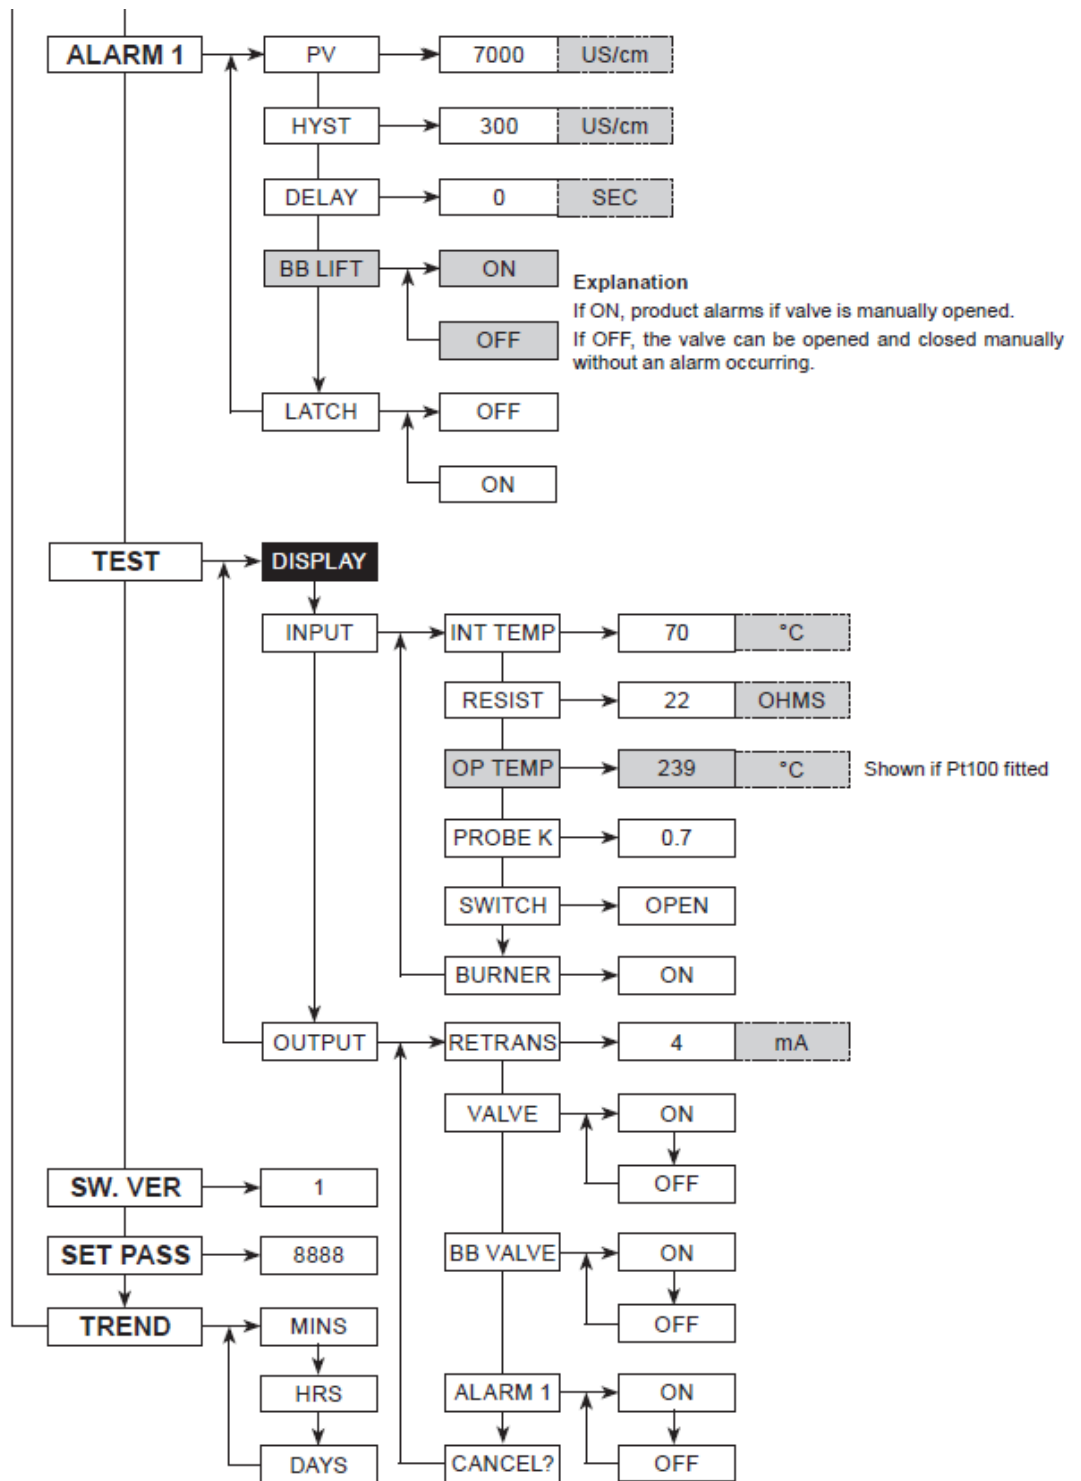 ALARM 1
PV
7000
US/cm
HYST
300
US/cm
DELAY
0
SEC
BB LIFT
ON
Explanation
If ON, product alarms if valve is manually opened.
OFF
If OFF, the valve can be opened and closed manually
without an alarm occurring.
LATCH
OFF
ON
TEST
DISPLAY
INPUT
INT TEMP
70
°C
RESIST
22
OHMS
OP TEMP
239
°C
Shown if Pt100 fitted
PROBE K
0.7
SWITCH
OPEN
BURNER
ON
OUTPUT
RETRANS
4
mA
VALVE
ON
OFF
SW. VER
1
SET PASS
8888
BB VALVE
ON
OFF
TREND
MINS
HRS
DAYS
ALARM 1
ON
OFF
CANCEL?